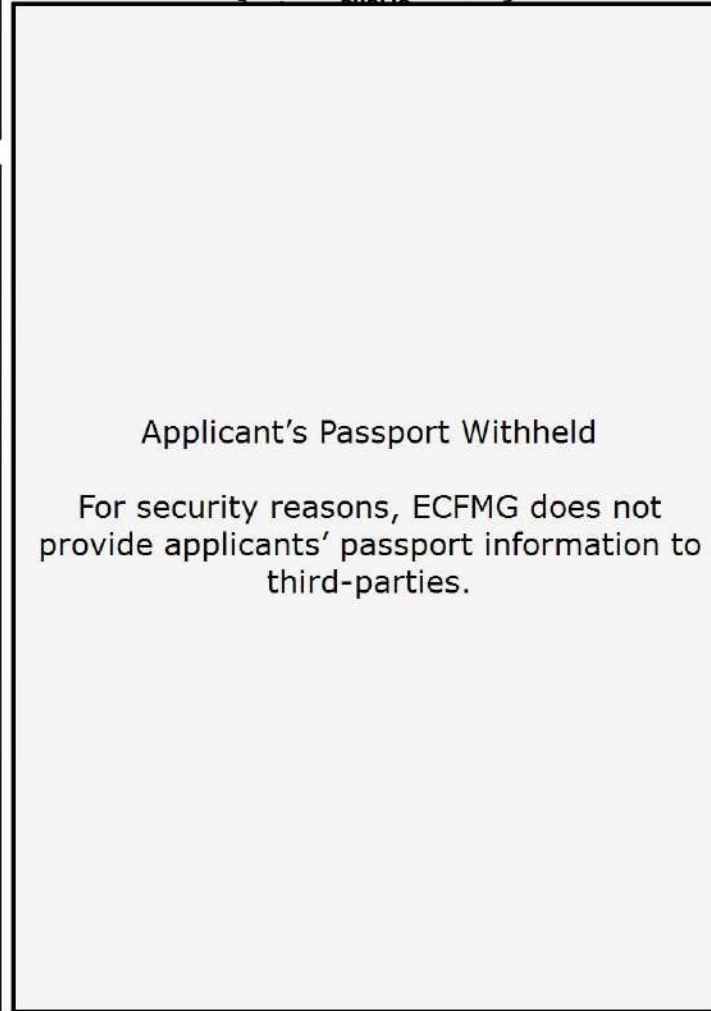 Applicant's Passport Withheld
For security reasons, ECFMG does not
provide applicants' passport information to
third-parties.